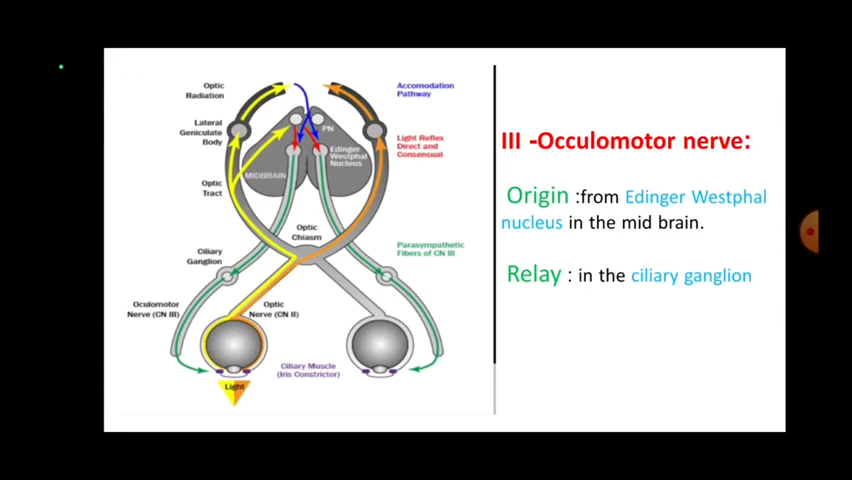 Optic
Radiation
Accomodation
Pathway
Lateral
Geniculate
Body
PN
Light Reflex
Direct and
Consensual
Edinger
Westphal
Nucleus
MIDBRAIN
Optic
Tract
Optic
Chiasm
Ciliary
Ganglion
Parasympathetic
Fibers of CN III
Oculomotor
Nerve (CN III)
Optic
Nerve (CN II)
Ciliary Muscle
(Iris Constrictor)
Light
III -Occulomotor nerve:
Origin :from Edinger Westphal
nucleus in the mid brain.
Relay : in the ciliary ganglion